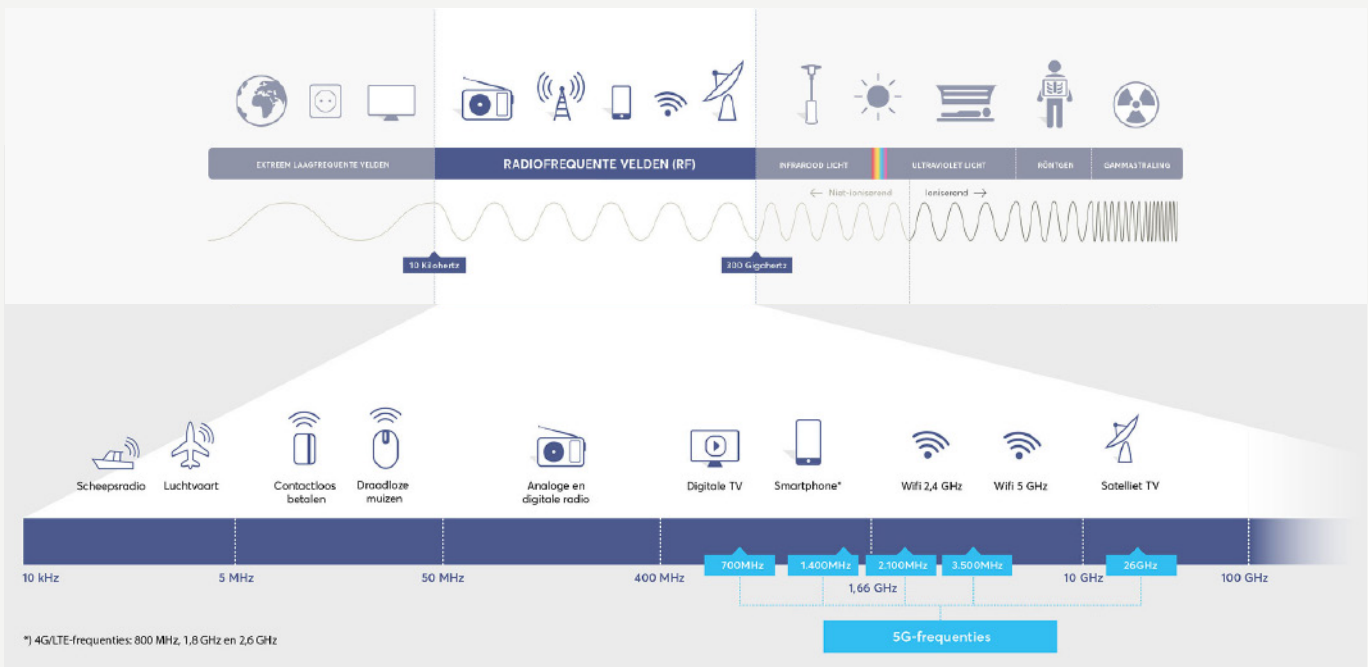 EXTREEM LAAGFREQUENTE VELDEN
RADIOFREQUENTE VELDEN (RF)
INFRAROOD LICHT
ULTRAVIOLET LICHT
RÖNTGEN
GAMMASTRALING
← Niet-ioniserend
Ioniserend →
10 Kilohertz
300 Gigahertz
Scheepsradio
Luchtvaart
Contactloos
betalen
Draadloze
muizen
Analoge en
digitale radio
Digitale TV
Smartphone*
Wifi 2,4 GHz
Wifi 5 GHz
Satelliet TV
10 kHz
5 MHz
50 MHz
400 MHz
700MHz
1.400MHz
1,66 GHz
2.100MHz
3.500MHz
10 GHz
26GHz
100 GHz
5G-frequenties
*) 4G/LTE-frequenties: 800 MHz, 1,8 GHz en 2,6 GHz